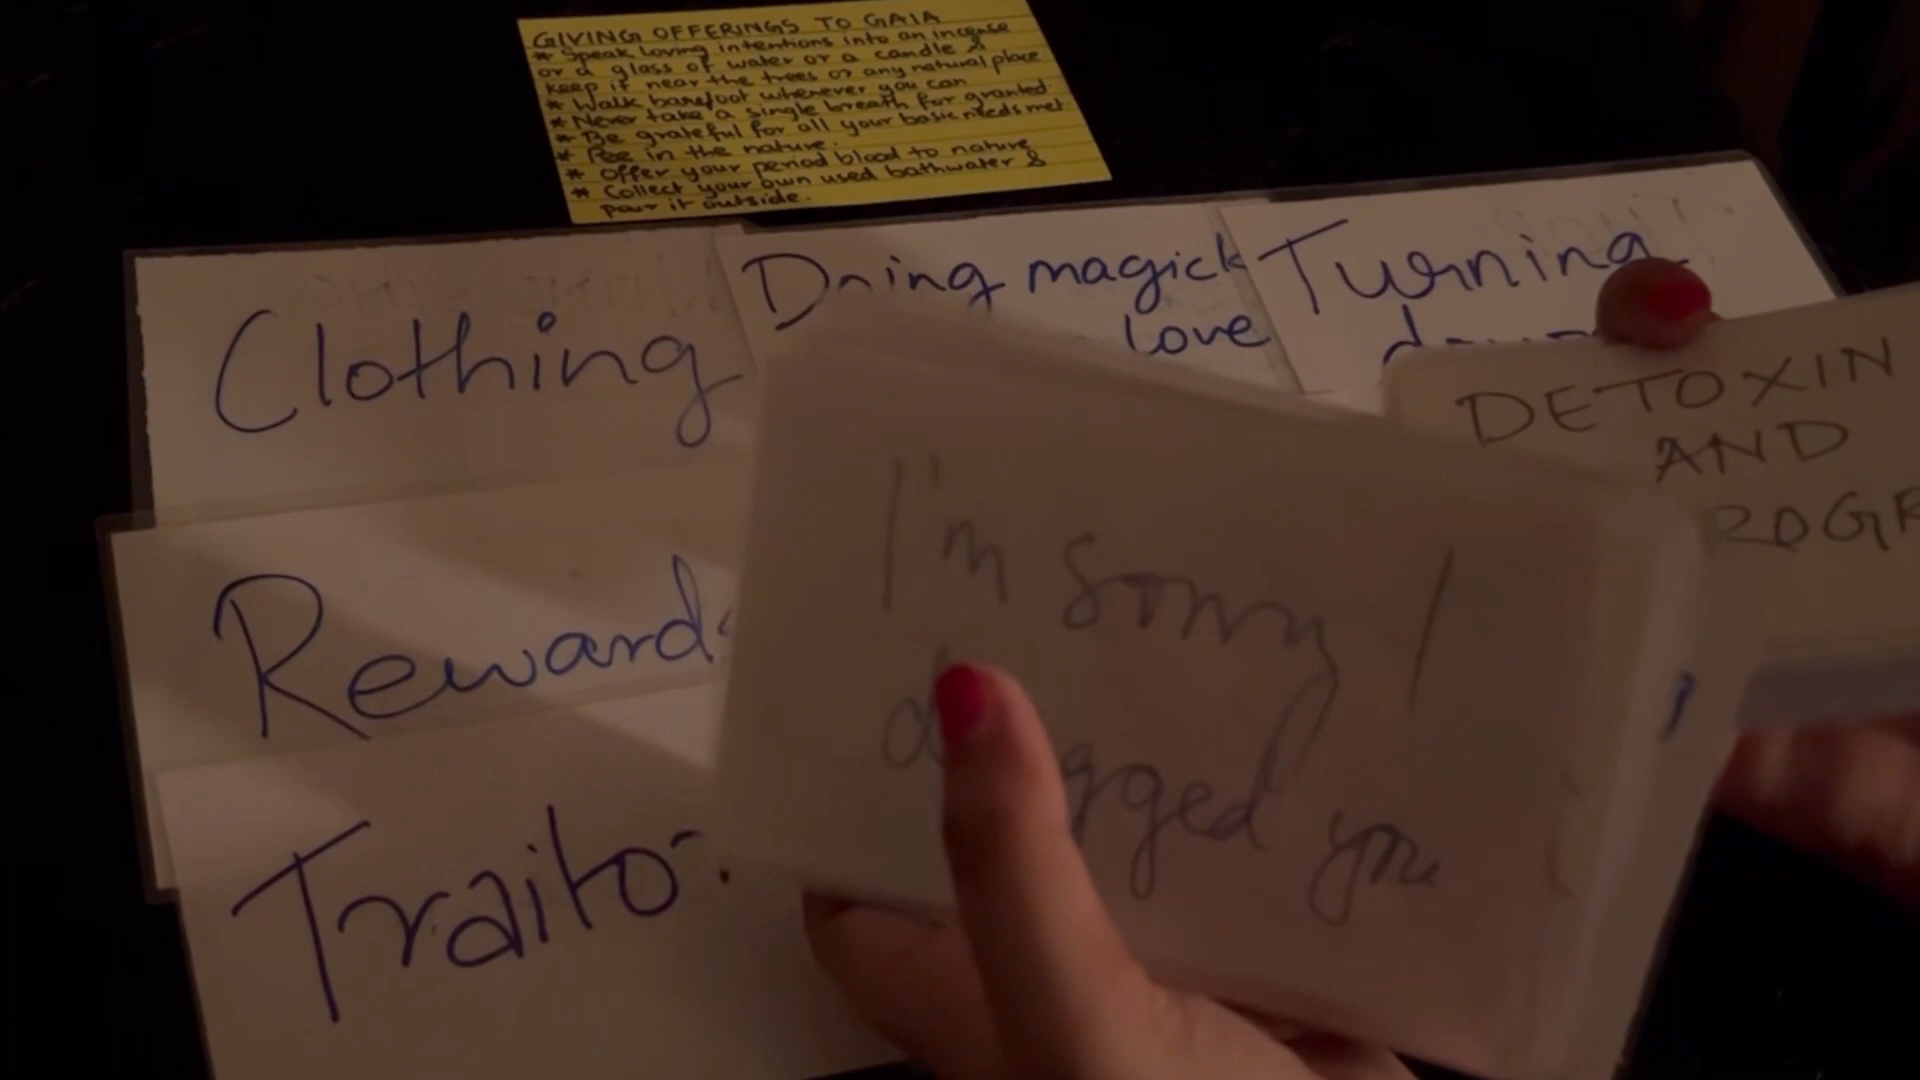 GIVING OFFERINGS TO GAIA
* Speak loving intentions into an incense
or a glass of water or a candle &
keep it near the trees or any natural place
* Walk barefoot wherever you can
* Never take a single breath for granted.
* Be grateful for all your basic needs met
* Pee in the nature.
* Offer your period blood to nature
* Collect your own used bathwater &
pour it outside.
Clothing
Doing magick
love
Turning
DETOXIN
AND
ROGR
Reward
I'm sorry I
you
Traitor